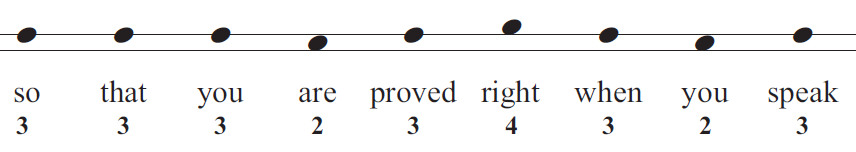 so that you are proved right when you speak
3 3 3 2 3 4 3 2 3